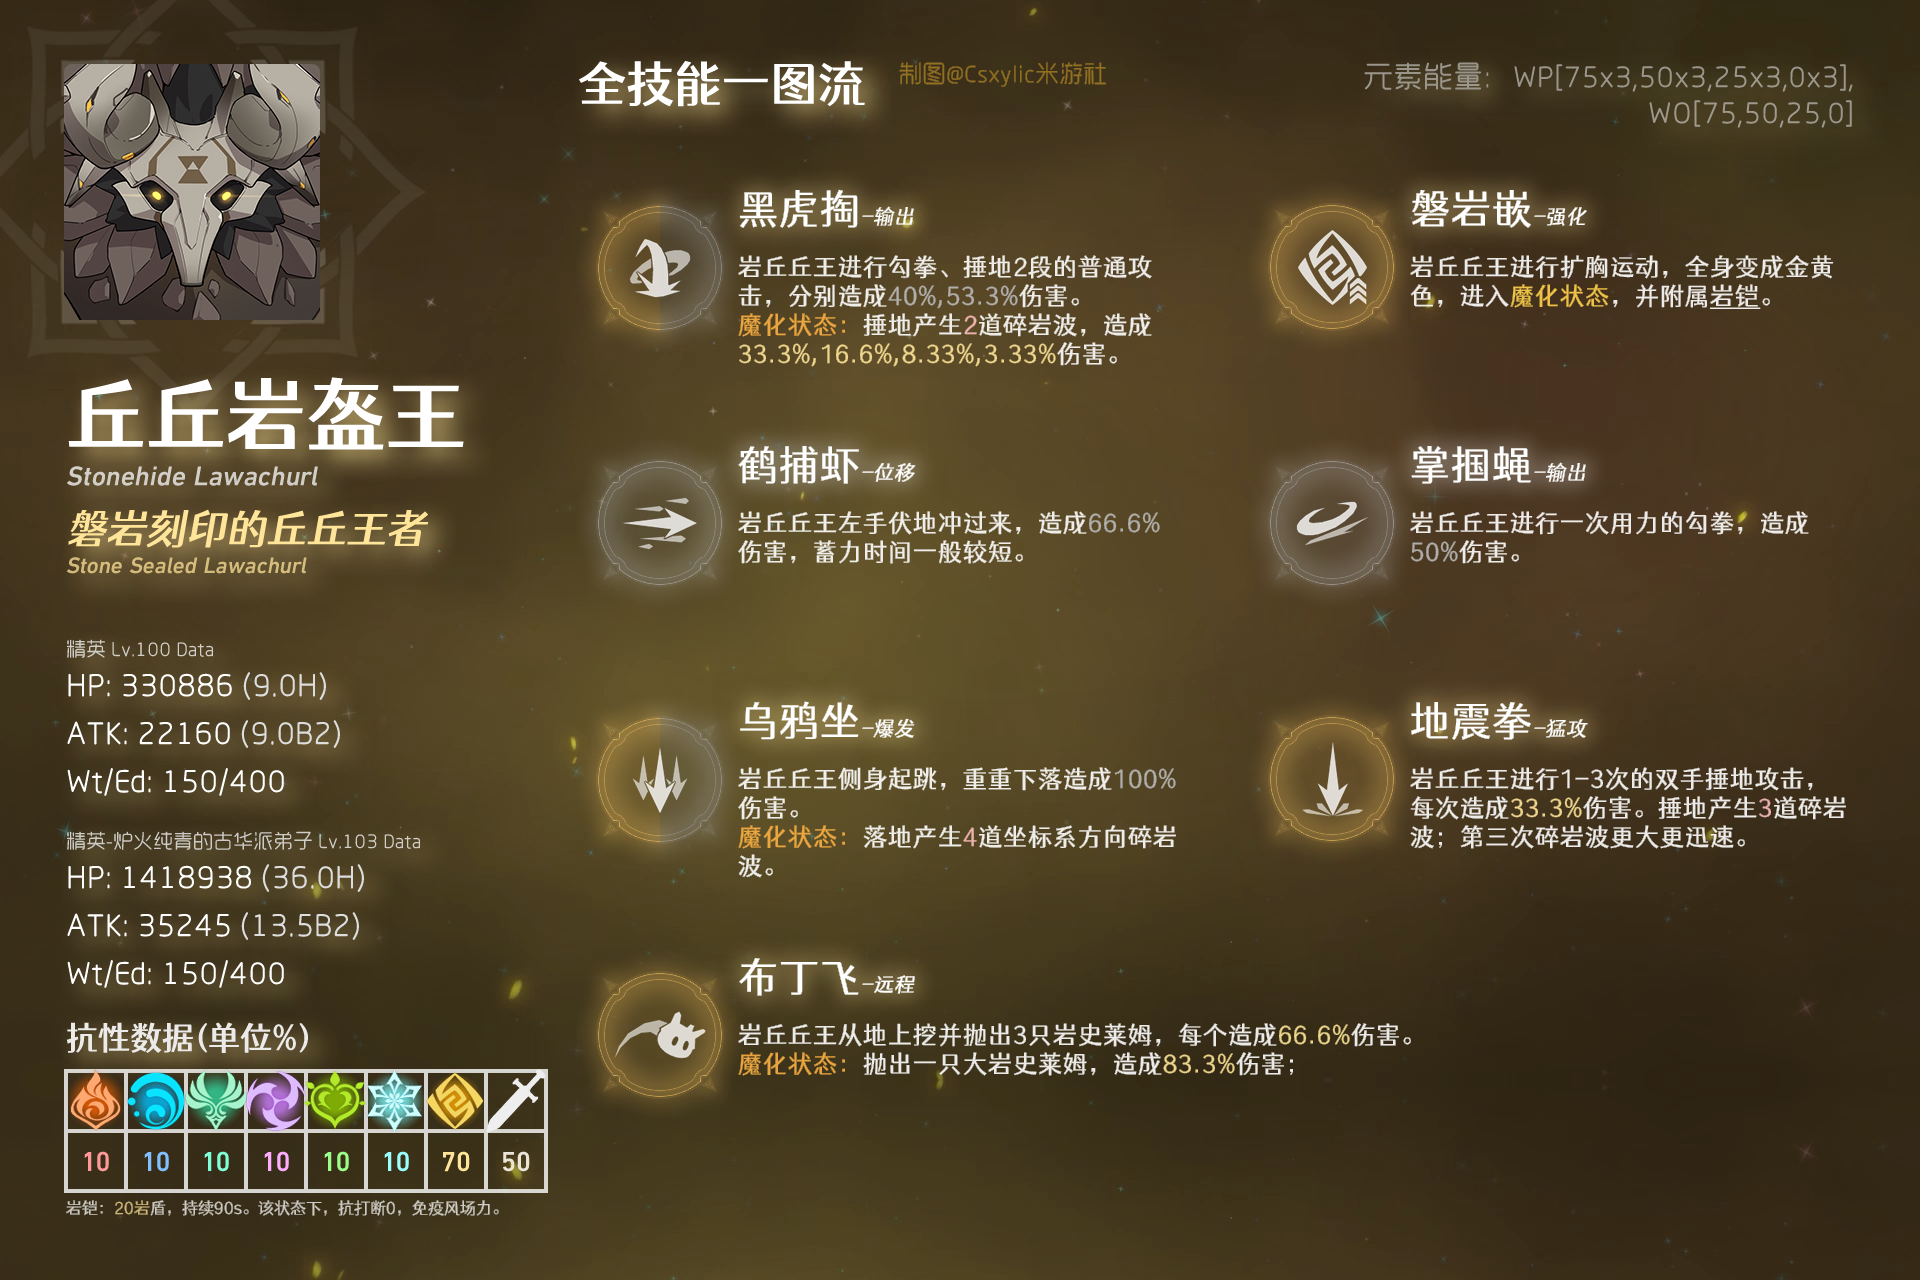 全技能一图流
制图@Csxylic米游社
元素能量： WP[75x3,50x3,25x3,0x3],
WO[75,50,25,0]
丘丘岩盔王
Stonehide Lawachurl
磐岩刻印的丘丘王者
Stone Sealed Lawachurl
精英 Lv.100 Data
HP: 330886 (9.0H)
ATK: 22160 (9.0B2)
Wt/Ed: 150/400
精英-炉火纯青的古华派弟子 Lv.103 Data
HP: 1418938 (36.0H)
ATK: 35245 (13.5B2)
Wt/Ed: 150/400
抗性数据(单位%)
10 10 10 10 10 10 70 50
岩铠：20岩盾，持续90s。该状态下，抗打断0，免疫风场力。
黑虎掏-输出
岩丘丘王进行勾拳、捶地2段的普通攻
击，分别造成40%,53.3%伤害。
魔化状态：捶地产生2道碎岩波，造成
33.3%,16.6%,8.33%,3.33%伤害。
磐岩嵌-强化
岩丘丘王进行扩胸运动，全身变成金黄
色，进入魔化状态，并附属岩铠。
鹤捕虾-位移
岩丘丘王左手伏地冲过来，造成66.6%
伤害，蓄力时间一般较短。
掌掴蝇-输出
岩丘丘王进行一次用力的勾拳，造成
50%伤害。
乌鸦坐-爆发
岩丘丘王侧身起跳，重重下落造成100%
伤害。
魔化状态：落地产生4道坐标系方向碎岩
波。
地震拳-猛攻
岩丘丘王进行1-3次的双手捶地攻击，
每次造成33.3%伤害。捶地产生3道碎岩
波；第三次碎岩波更大更迅速。
布丁飞-远程
岩丘丘王从地上挖并抛出3只岩史莱姆，每个造成66.6%伤害。
魔化状态：抛出一只大岩史莱姆，造成83.3%伤害；